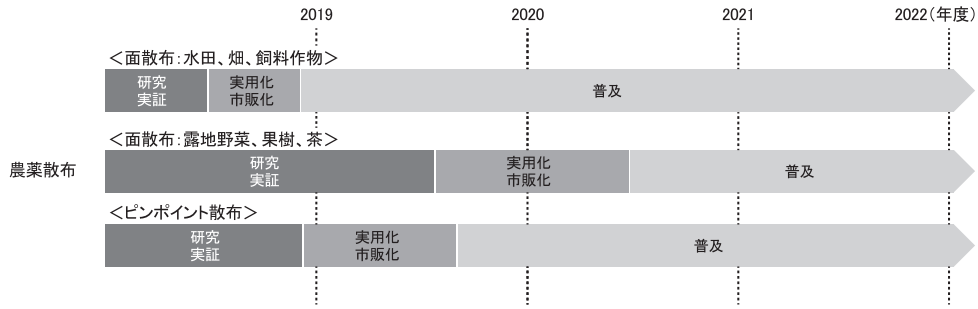 2019
2020
2021
2022（年度）
＜面散布：水田、畑、飼料作物＞
研究
実証
実用化
市販化
普及
＜面散布：露地野菜、果樹、茶＞
農薬散布
研究
実証
実用化
市販化
普及
＜ピンポイント散布＞
研究
実証
実用化
市販化
普及